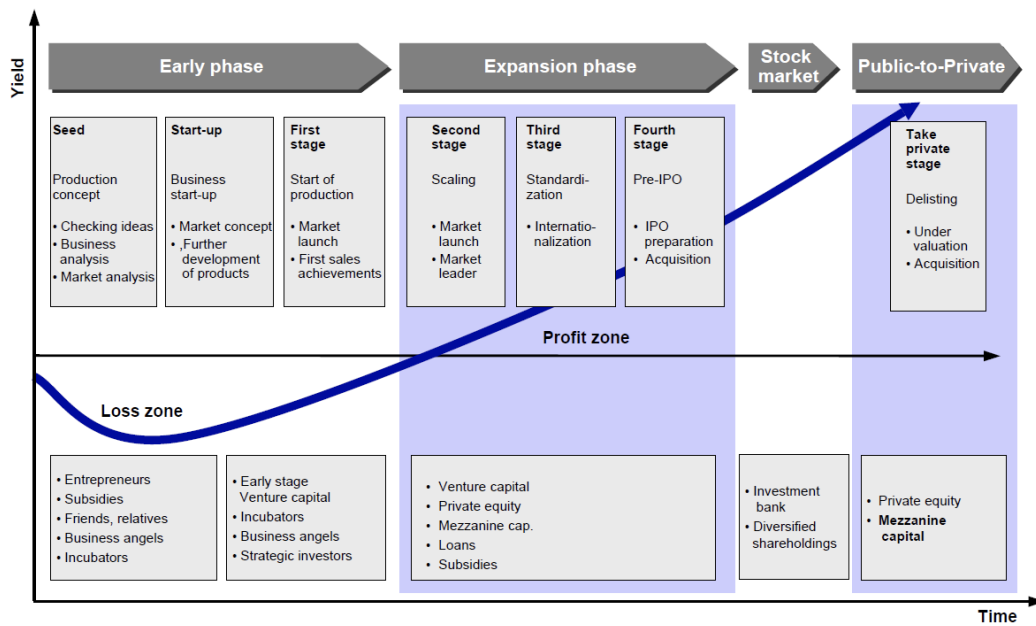 Yield
Early phase
Expansion phase
Stock
market
Public-to-Private
Seed
Production
concept
• Checking ideas
• Business
analysis
• Market analysis
Start-up
Business
start-up
• Market concept
• ,Further
development
of products
First
stage
Start of
production
• Market
launch
• First sales
achievements
Second
stage
Scaling
• Market
launch
• Market
leader
Third
stage
Standardi-
zation
• Internatio-
nalization
Fourth
stage
Pre-IPO
• IPO
preparation
• Acquisition
Take
private
stage
Delisting
• Under
valuation
• Acquisition
Profit zone
Loss zone
• Entrepreneurs
• Subsidies
• Friends, relatives
• Business angels
• Incubators
• Early stage
Venture capital
• Incubators
• Business angels
• Strategic investors
• Venture capital
• Private equity
• Mezzanine cap.
• Loans
• Subsidies
• Investment
bank
• Diversified
shareholdings
• Private equity
• Mezzanine
capital
Time